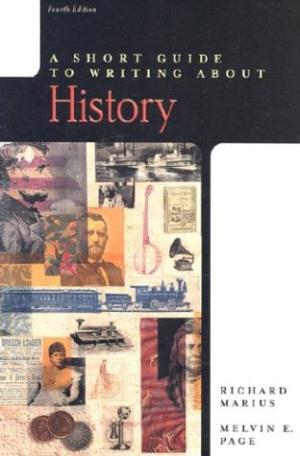 Fourth Edition
A SHORT GUIDE
TO WRITING ABOUT
History
RICHARD
MARIUS
MELVIN E.
PAGE